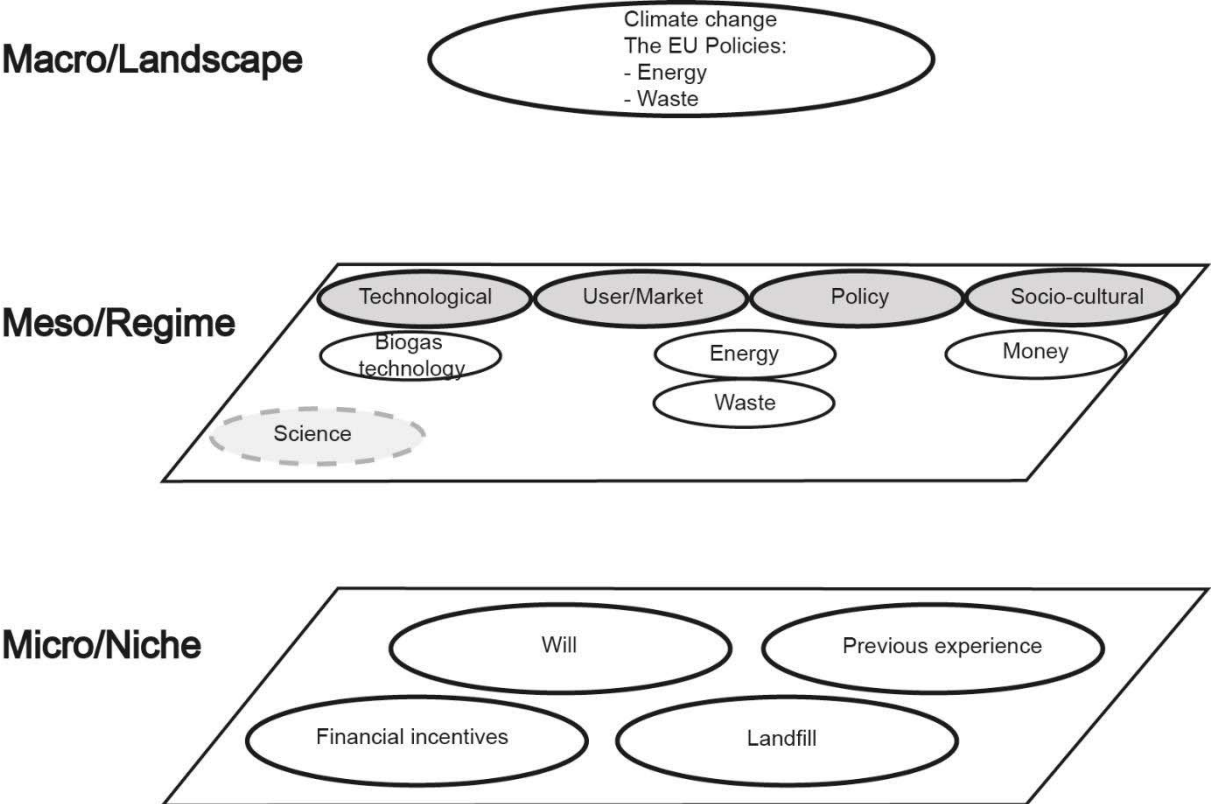 Macro/Landscape
Climate change
The EU Policies:
- Energy
- Waste
Meso/Regime
Technological
User/Market
Policy
Socio-cultural
Biogas
technology
Energy
Money
Waste
Science
Micro/Niche
Will
Previous experience
Financial incentives
Landfill